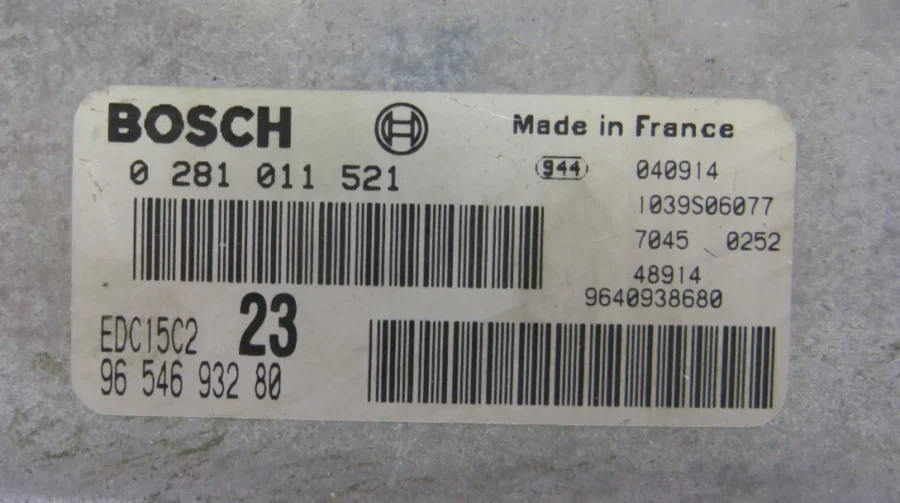 BOSCH
Made in France
0 281 011 521
944
040914
1039S06077
7045 0252
48914
9640938680
EDC15C2 23
96 546 932 80